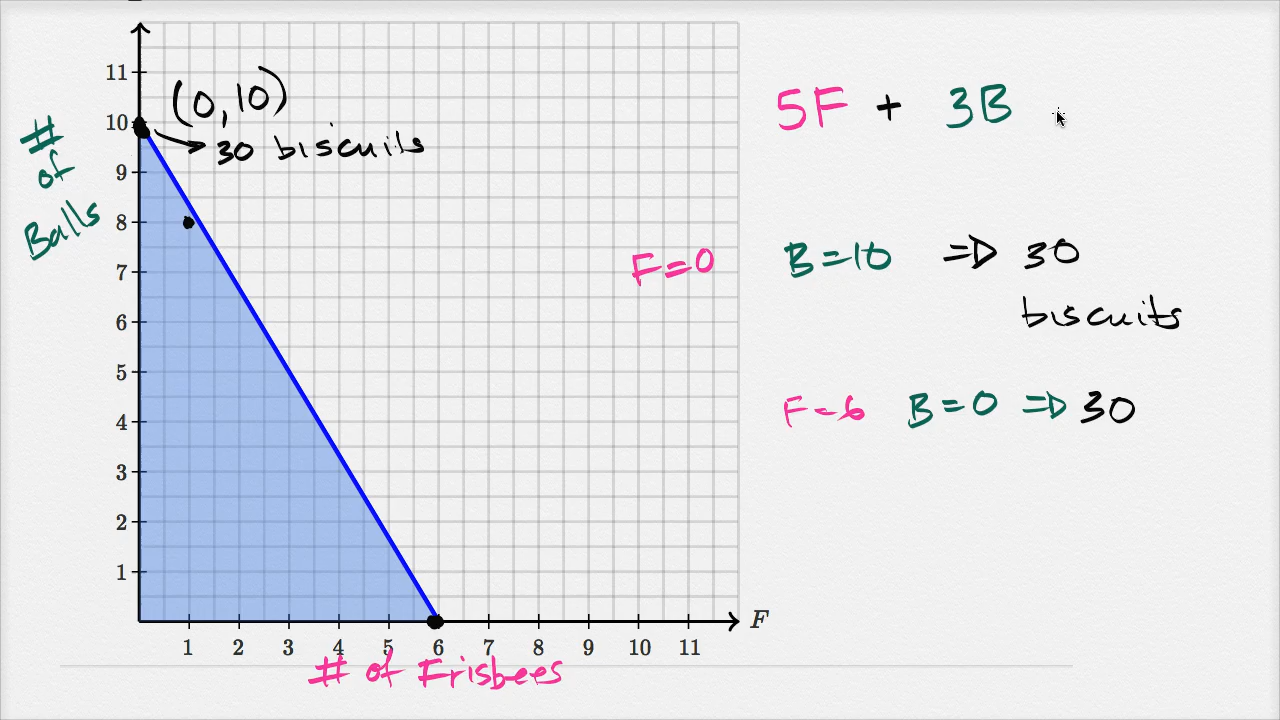 11
(0,10)
10
30 biscuits
# of Balls
9
8
7
6
5
4
3
2
1
1 2 3 4 5 6 7 8 9 10 11
F
# of Frisbees
F=0
5F + 3B
B=10 => 30
biscuits
F=6 B=0 => 30